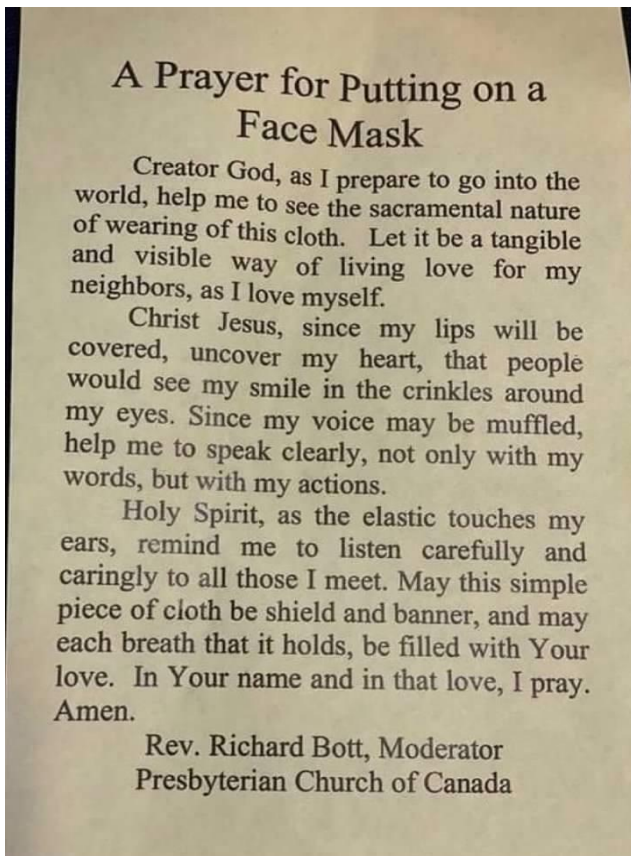 A Prayer for Putting on a
Face Mask
Creator God, as I prepare to go into the
world, help me to see the sacramental nature
of wearing of this cloth. Let it be a tangible
and visible way of living love for my
neighbors, as I love myself.
Christ Jesus, since my lips will be
covered, uncover my heart, that people
would see my smile in the crinkles around
my eyes. Since my voice may be muffled,
help me to speak clearly, not only with my
words, but with my actions.
Holy Spirit, as the elastic touches my
ears, remind me to listen carefully and
caringly to all those I meet. May this simple
piece of cloth be shield and banner, and may
each breath that it holds, be filled with Your
love. In Your name and in that love, I pray.
Amen.
Rev. Richard Bott, Moderator
Presbyterian Church of Canada